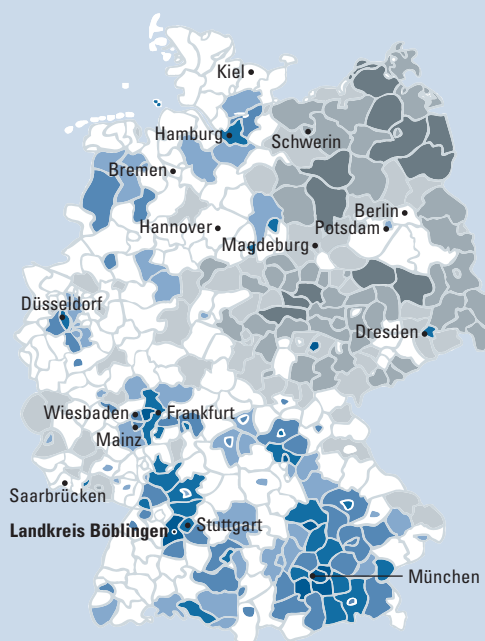 Kiel
Hamburg
Schwerin
Bremen
Berlin
Hannover
Potsdam
Magdeburg
Düsseldorf
Dresden
Wiesbaden
Frankfurt
Mainz
Saarbrücken
Stuttgart
Landkreis Böblingen
München